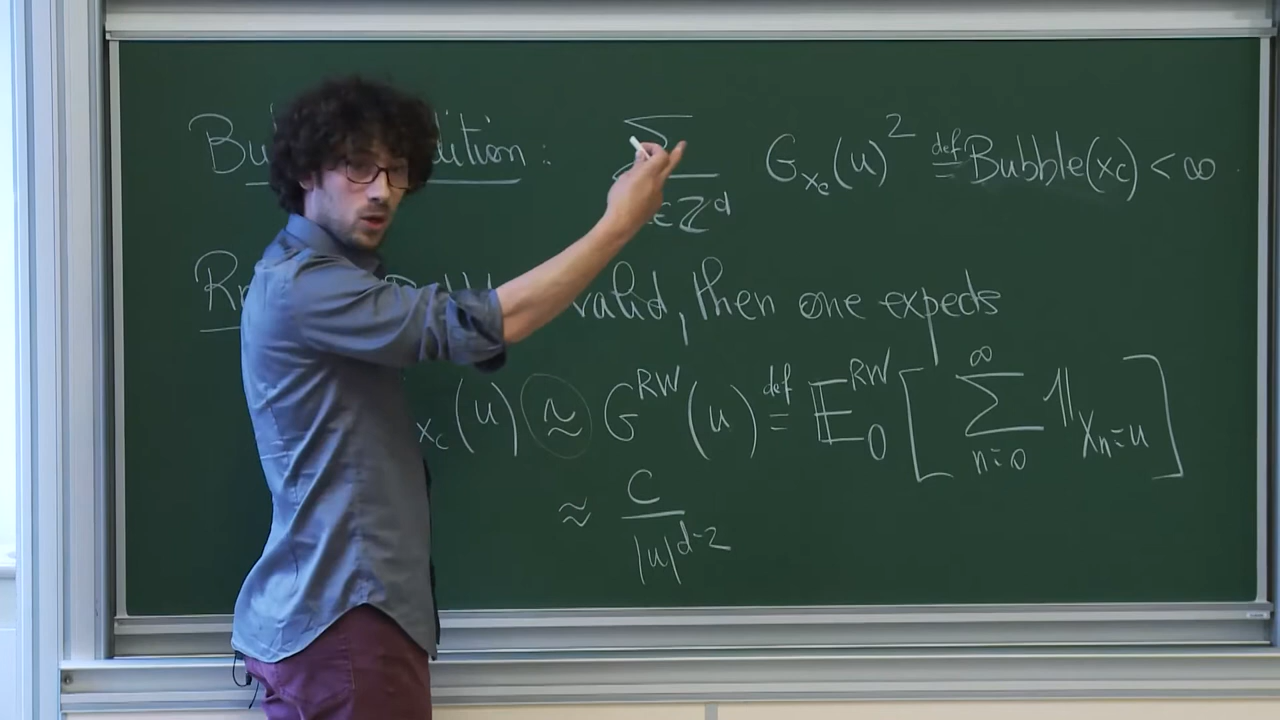 Bu dition : ∑ G_{x_c}(u)^2 def= Bubble(x_c) < ∞
∈ ℤ^d
valid, then one expects
x_c(u) ≈ G^{RW}(u) def= 𝔼_0^{RW} [ ∑_{n=0}^{∞} 𝟙_{X_n=u} ]
≈ C / |u|^{d-2}